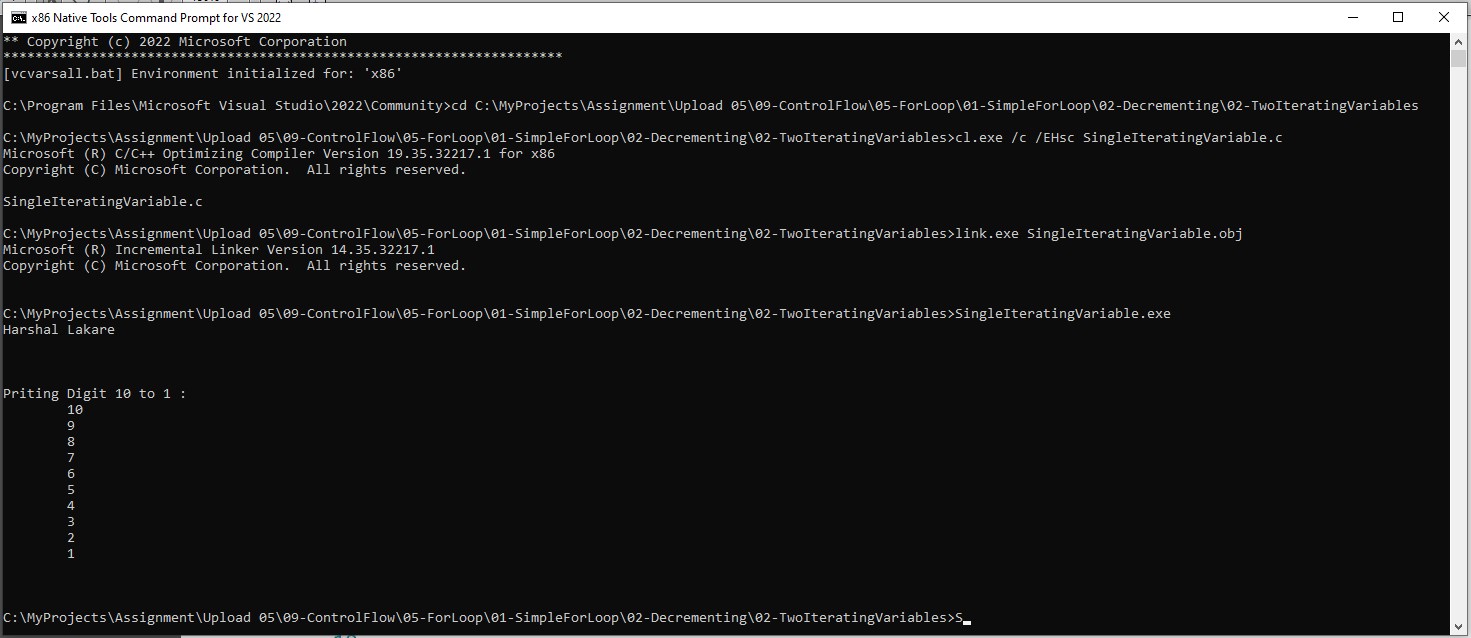 x86 Native Tools Command Prompt for VS 2022
** Copyright (c) 2022 Microsoft Corporation
**********************************************************************
[vcvarsall.bat] Environment initialized for: 'x86'
C:\Program Files\Microsoft Visual Studio\2022\Community>cd C:\MyProjects\Assignment\Upload 05\09-ControlFlow\05-ForLoop\01-SimpleForLoop\02-Decrementing\02-TwoIteratingVariables
C:\MyProjects\Assignment\Upload 05\09-ControlFlow\05-ForLoop\01-SimpleForLoop\02-Decrementing\02-TwoIteratingVariables>cl.exe /c /EHsc SingleIteratingVariable.c
Microsoft (R) C/C++ Optimizing Compiler Version 19.35.32217.1 for x86
Copyright (C) Microsoft Corporation.  All rights reserved.
SingleIteratingVariable.c
C:\MyProjects\Assignment\Upload 05\09-ControlFlow\05-ForLoop\01-SimpleForLoop\02-Decrementing\02-TwoIteratingVariables>link.exe SingleIteratingVariable.obj
Microsoft (R) Incremental Linker Version 14.35.32217.1
Copyright (C) Microsoft Corporation.  All rights reserved.
C:\MyProjects\Assignment\Upload 05\09-ControlFlow\05-ForLoop\01-SimpleForLoop\02-Decrementing\02-TwoIteratingVariables>SingleIteratingVariable.exe
Harshal Lakare
Priting Digit 10 to 1 :
10
9
8
7
6
5
4
3
2
1
C:\MyProjects\Assignment\Upload 05\09-ControlFlow\05-ForLoop\01-SimpleForLoop\02-Decrementing\02-TwoIteratingVariables>S